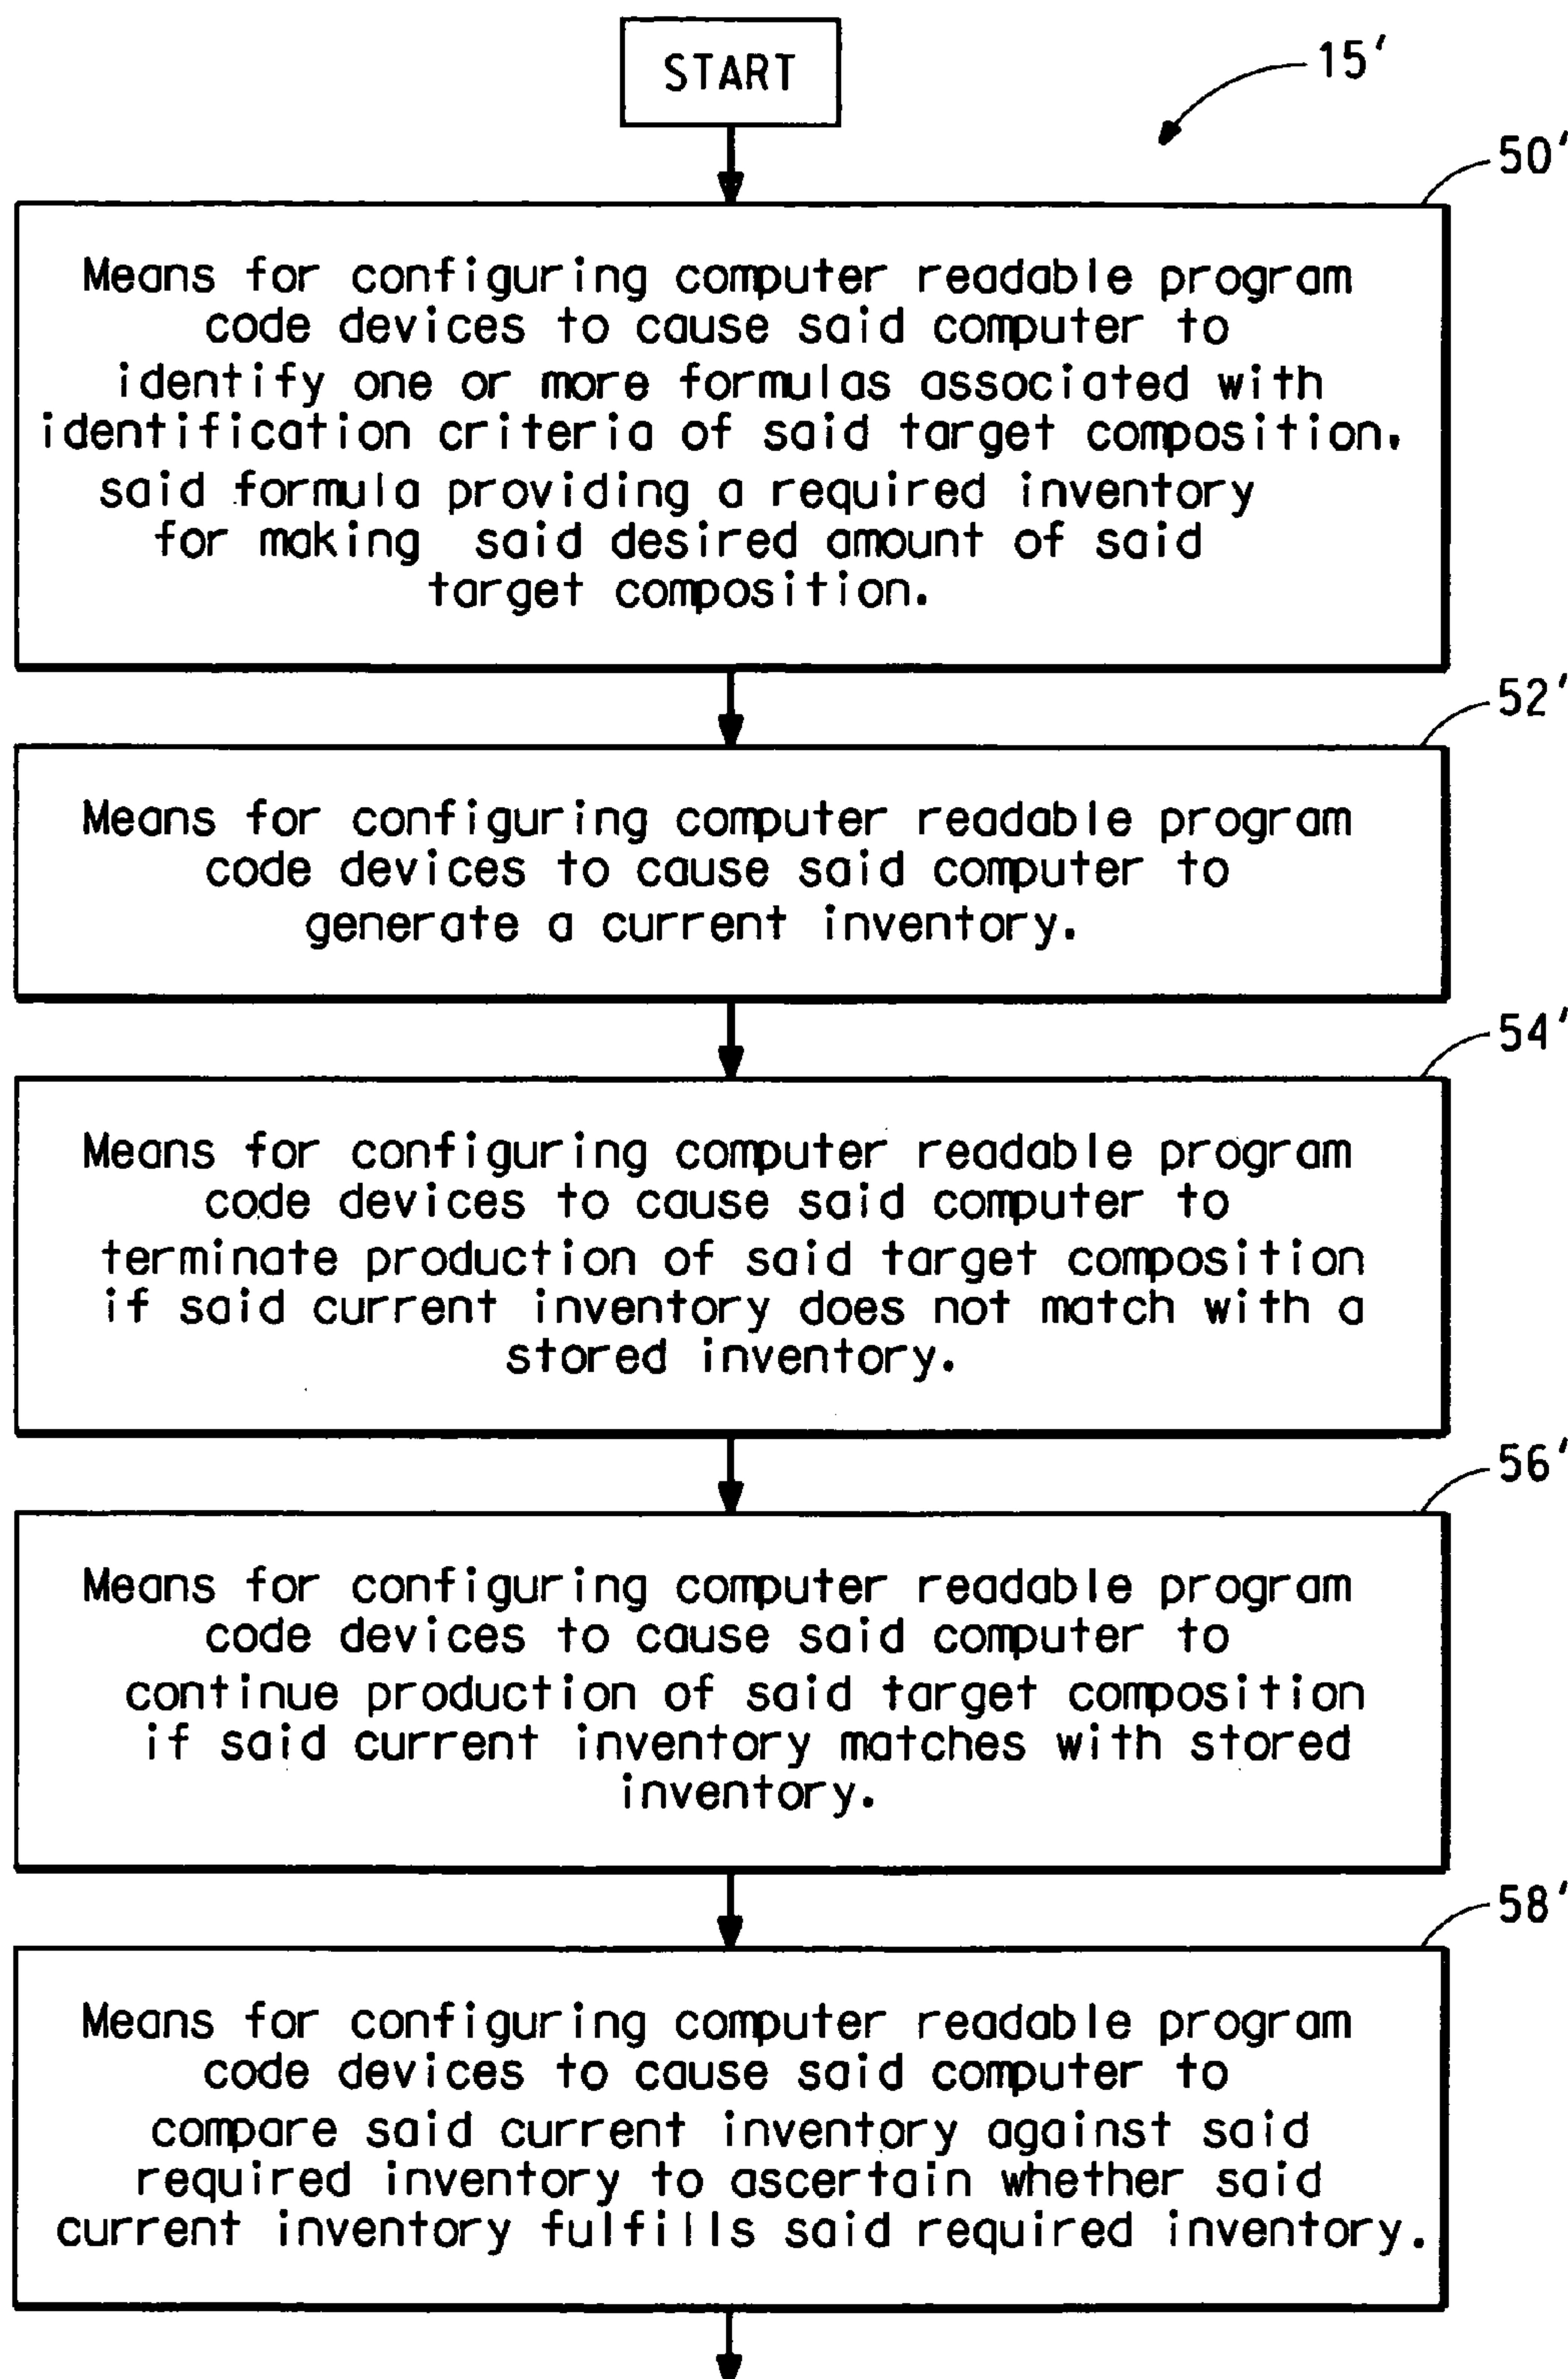 START
15'
50'
Means for configuring computer readable program
code devices to cause said computer to
identify one or more formulas associated with
identification criteria of said target composition,
said formula providing a required inventory
for making said desired amount of said
target composition.
52'
Means for configuring computer readable program
code devices to cause said computer to
generate a current inventory.
54'
Means for configuring computer readable program
code devices to cause said computer to
terminate production of said target composition
if said current inventory does not match with a
stored inventory.
56'
Means for configuring computer readable program
code devices to cause said computer to
continue production of said target composition
if said current inventory matches with stored
inventory.
58'
Means for configuring computer readable program
code devices to cause said computer to
compare said current inventory against said
required inventory to ascertain whether said
current inventory fulfills said required inventory.